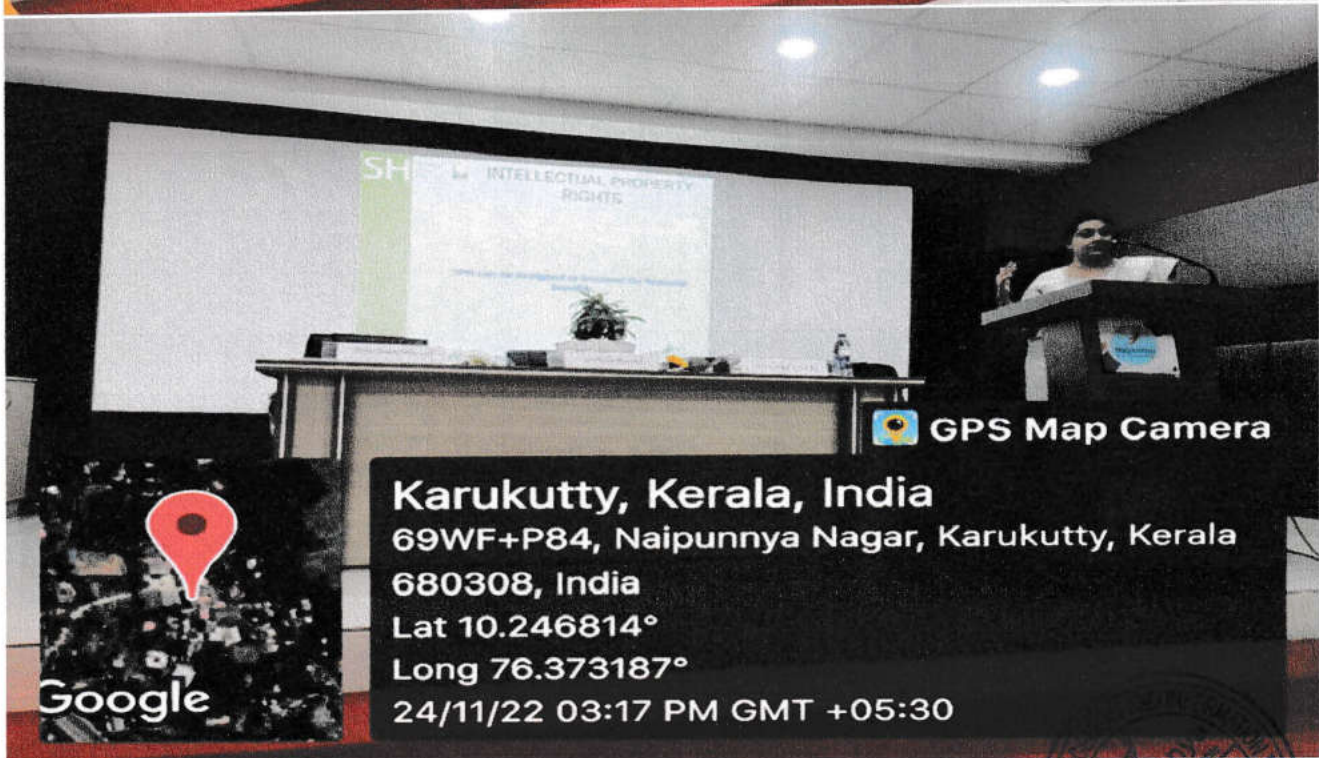 SH
INTELLECTUAL PROPERTY
RIGHTS
GPS Map Camera
Karukutty, Kerala, India
69WF+P84, Naipunnya Nagar, Karukutty, Kerala
680308, India
Lat 10.246814°
Long 76.373187°
24/11/22 03:17 PM GMT +05:30
Google